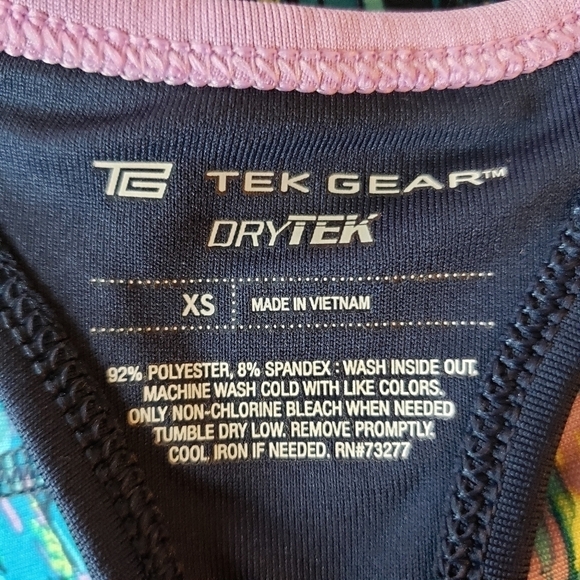 TG TEK GEAR™
DRYTEK
XS MADE IN VIETNAM
92% POLYESTER, 8% SPANDEX : WASH INSIDE OUT.
MACHINE WASH COLD WITH LIKE COLORS.
ONLY NON-CHLORINE BLEACH WHEN NEEDED
TUMBLE DRY LOW. REMOVE PROMPTLY.
COOL IRON IF NEEDED. RN#73277